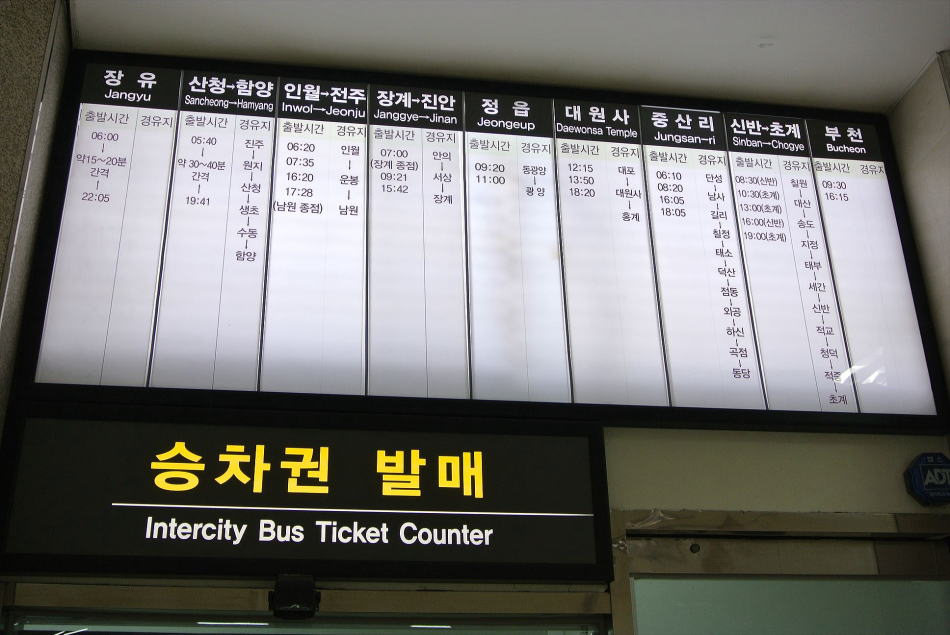 장 유
Jangyu
출발시간 경유지
06:00
약15~20분
간격
22:05
산청→함양
Sancheong→Hamyang
출발시간 경유지
05:40
약 30~40분
간격
19:41
진주
원지
산청
생초
수동
함양
인월→전주
Inwol→Jeonju
출발시간 경유지
06:20
07:35
16:20
17:28
(남원 종점)
인월
운봉
남원
장계→진안
Janggye→Jinan
출발시간 경유지
07:00
(장계 종점)
09:21
15:42
안의
서상
장계
정 읍
Jeongeup
출발시간 경유지
09:20
11:00
동광양
광 양
대 원 사
Daewonsa Temple
출발시간 경유지
12:15
13:50
18:20
대포
대원사
홍계
중 산 리
Jungsan-ri
출발시간 경유지
06:10
08:20
16:05
18:05
단성
남사
길리
칠정
태소
덕산
점동
외공
하신
곡점
동당
신반→초계
Sinban→Chogye
출발시간 경유지
08:30(신반)
10:30(초계)
13:00(초계)
16:00(신반)
19:00(초계)
칠원
대산
송도
지정
태부
세간
신반
적교
청덕
적중
초계
부 천
Bucheon
출발시간 경유지
09:30
16:15
승차권 발매
Intercity Bus Ticket Counter
ADT